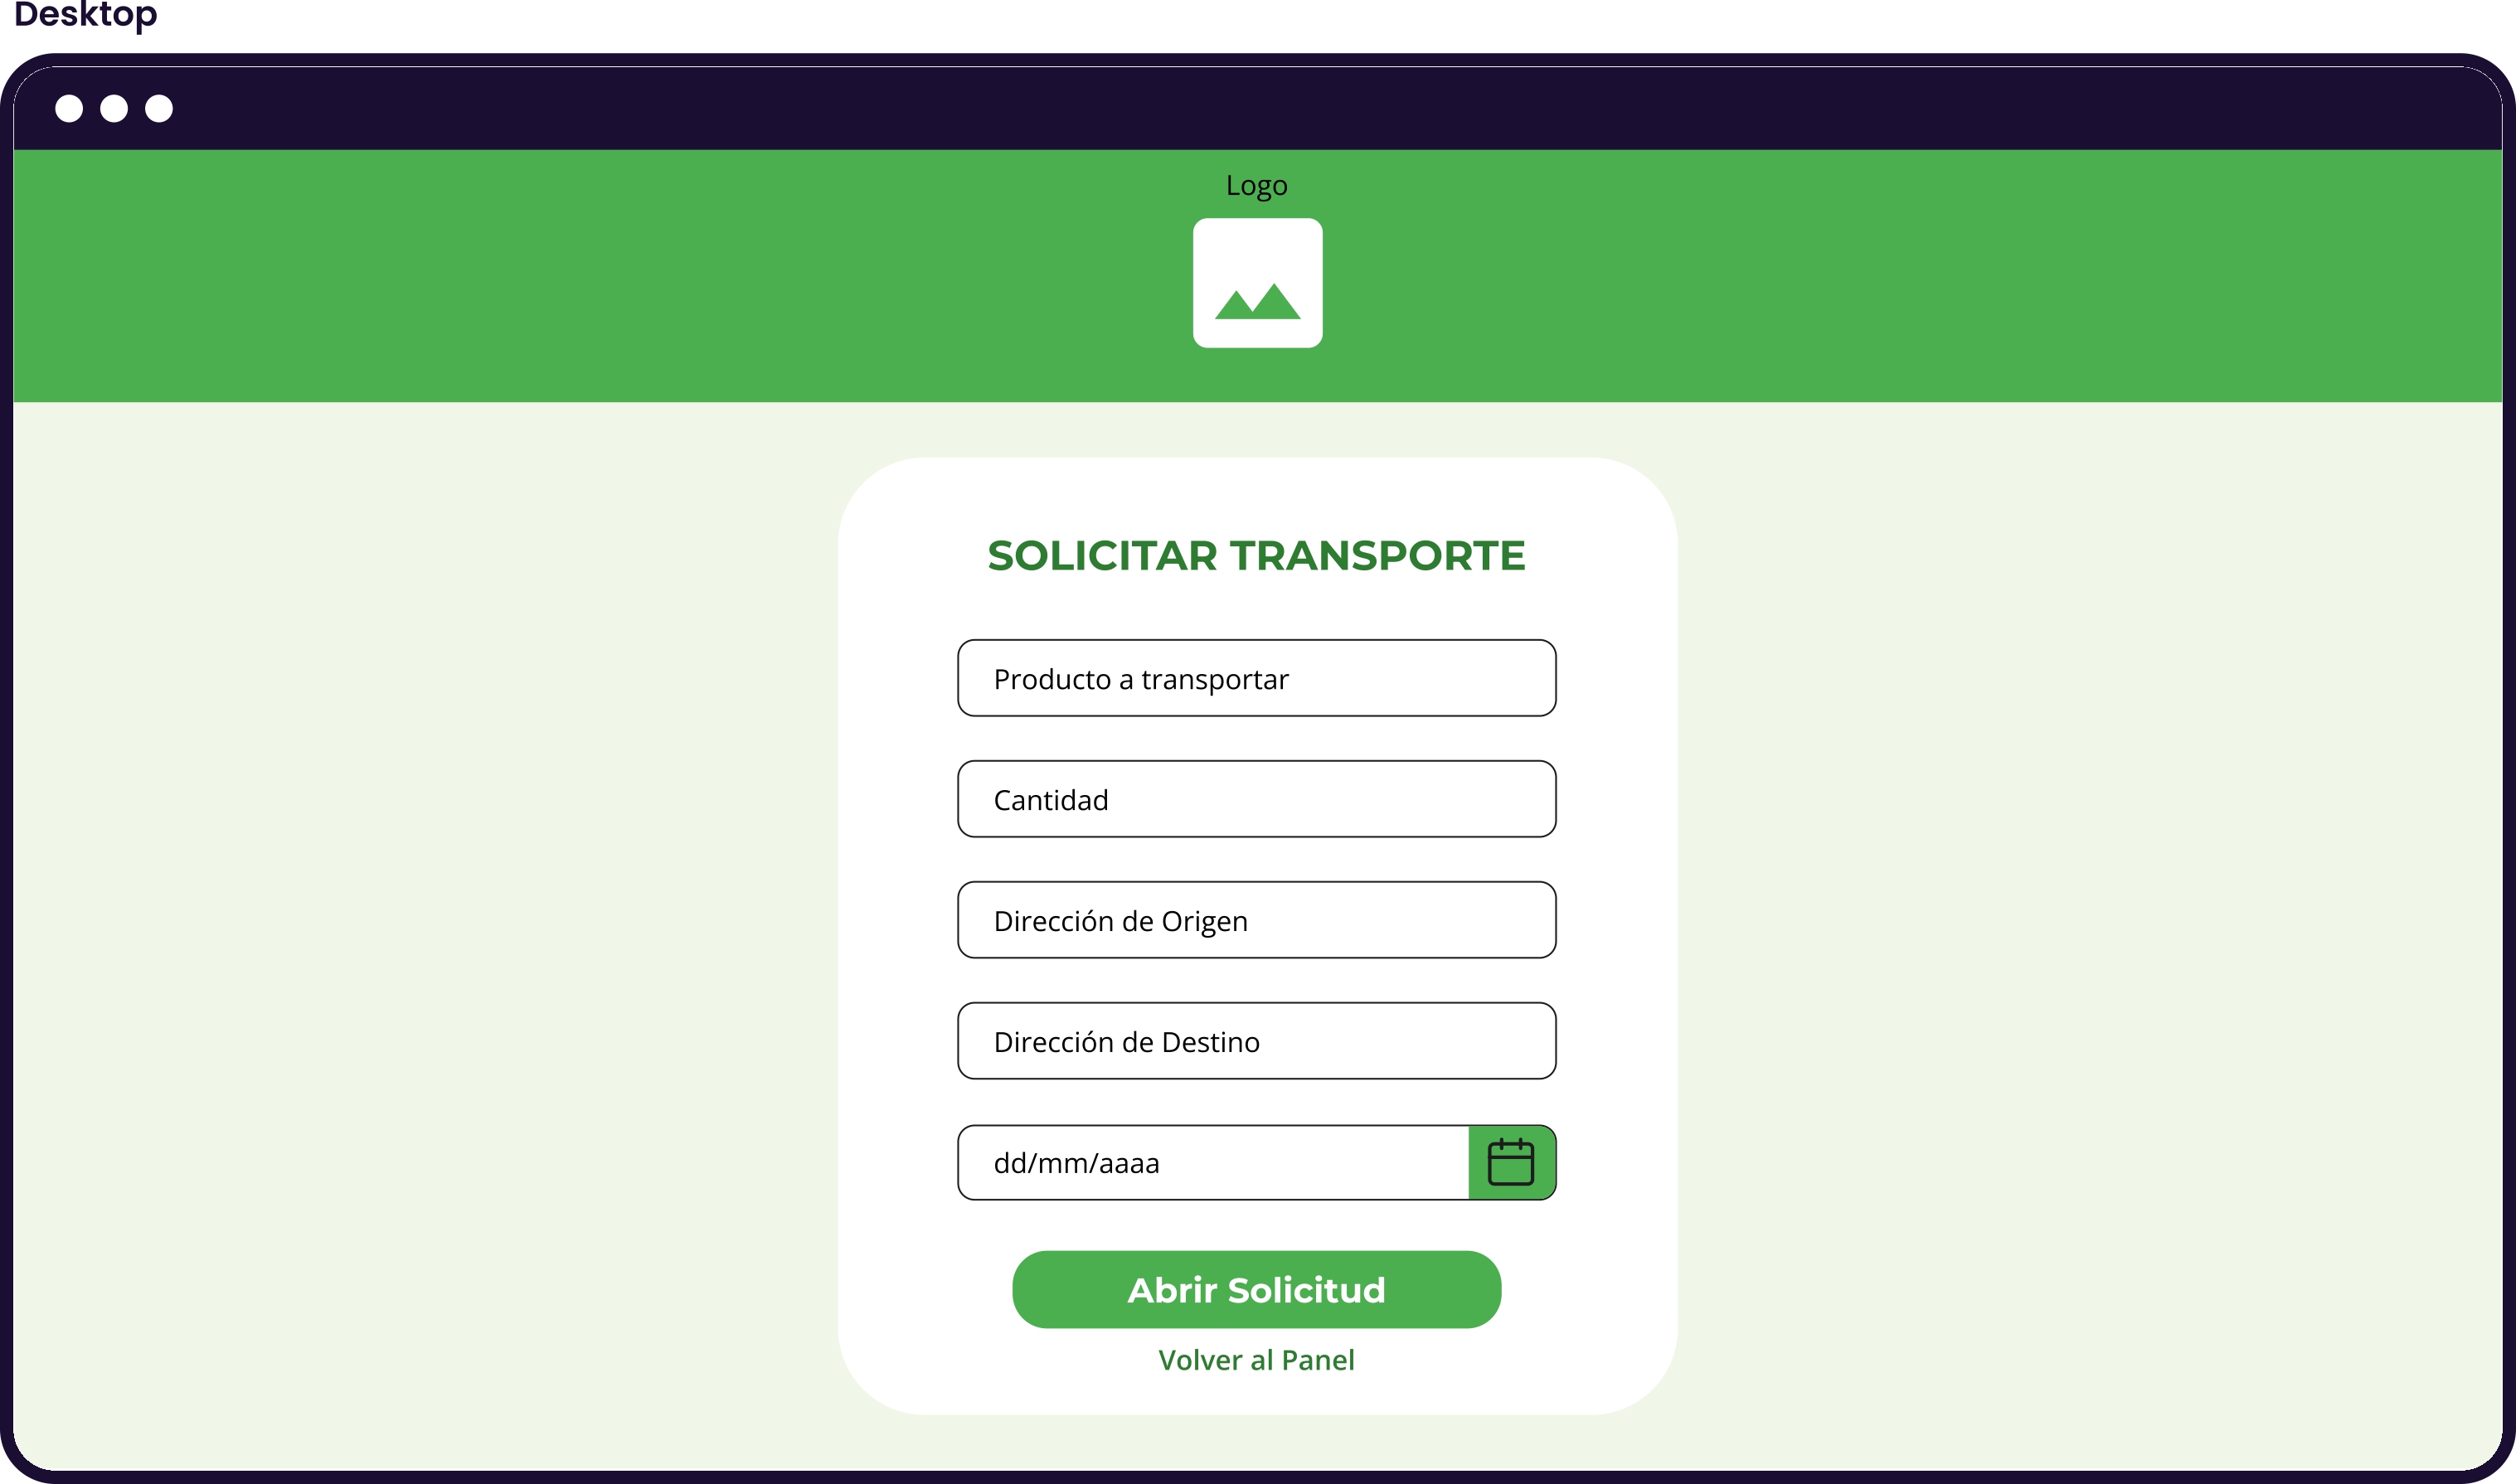 Desktop
Logo
SOLICITAR TRANSPORTE
Producto a transportar
Cantidad
Dirección de Origen
Dirección de Destino
dd/mm/aaaa
Abrir Solicitud
Volver al Panel